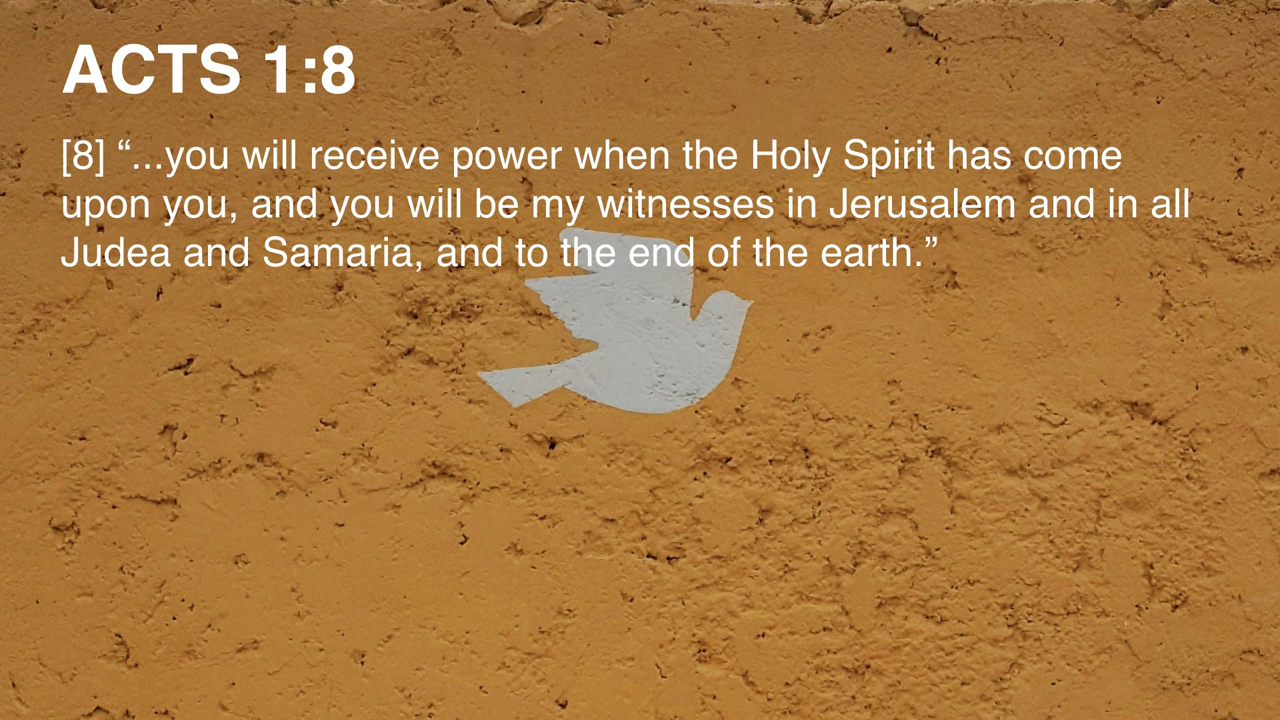 ACTS 1:8
[8] “...you will receive power when the Holy Spirit has come
upon you, and you will be my witnesses in Jerusalem and in all
Judea and Samaria, and to the end of the earth.”